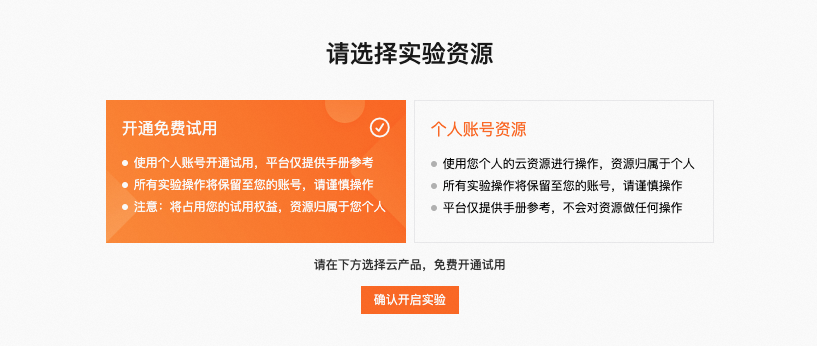 请选择实验资源
开通免费试用
使用个人账号开通试用，平台仅提供手册参考
所有实验操作将保留至您的账号，请谨慎操作
注意：将占用您的试用权益，资源归属于您个人
个人账号资源
使用您个人的云资源进行操作，资源归属于个人
所有实验操作将保留至您的账号，请谨慎操作
平台仅提供手册参考，不会对资源做任何操作
请在下方选择云产品，免费开通试用
确认开启实验